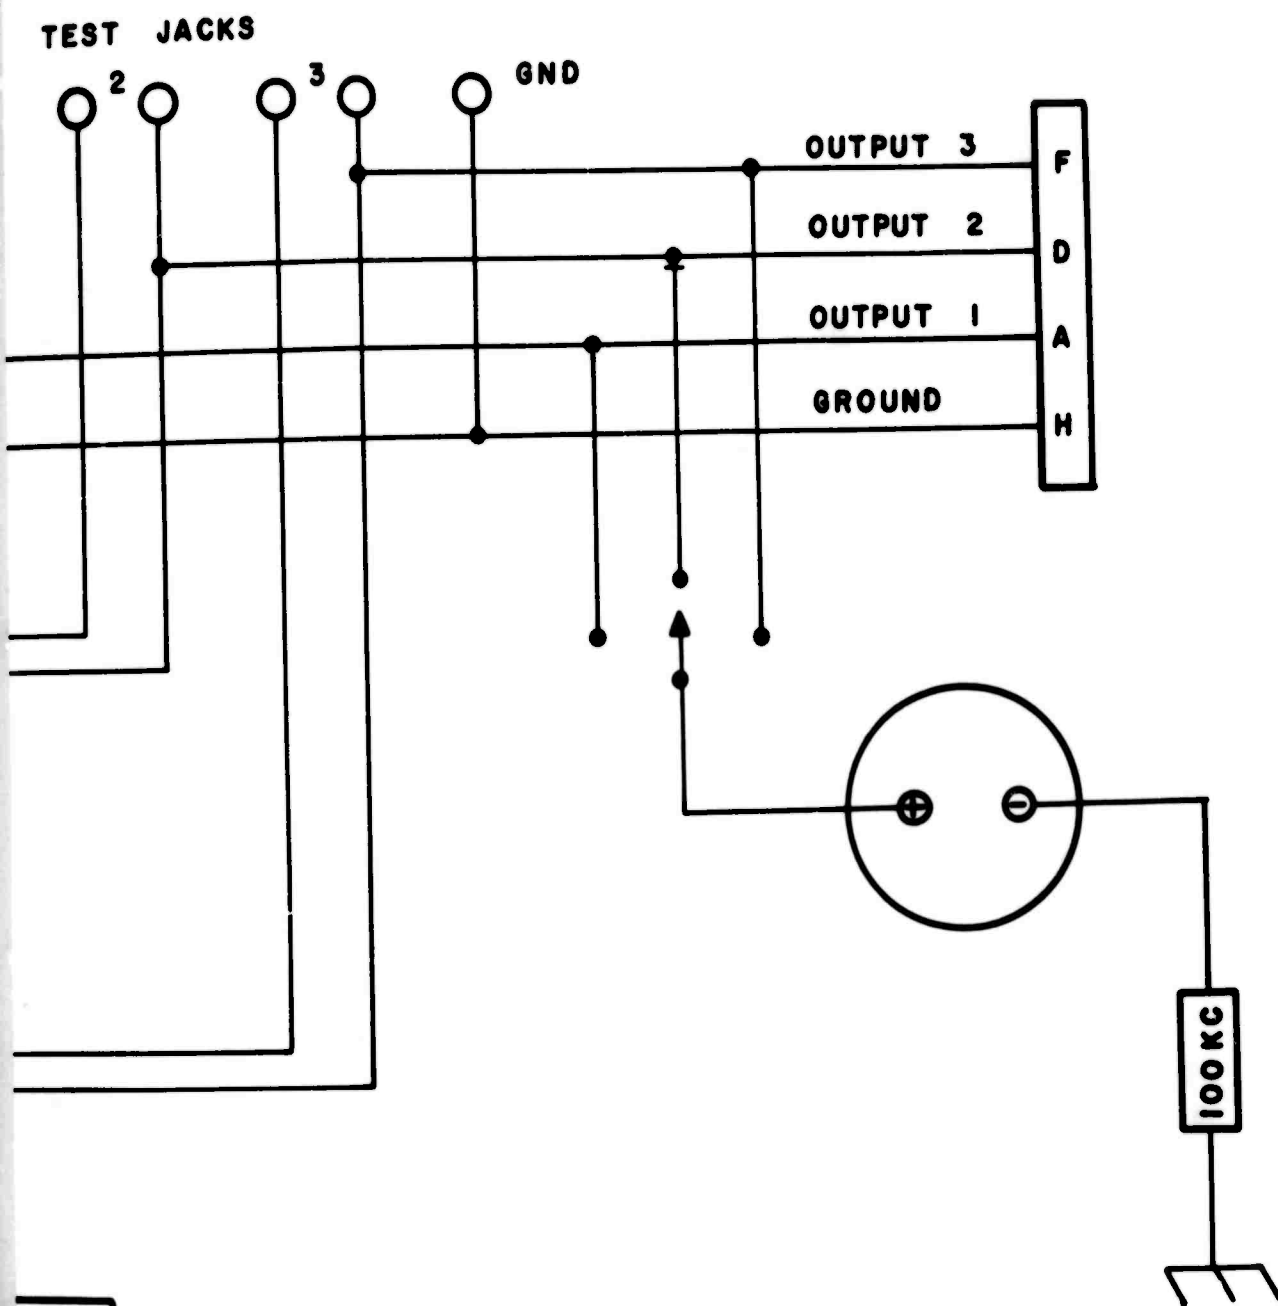 TEST JACKS
2
3
GND
OUTPUT 3
F
OUTPUT 2
D
OUTPUT 1
A
GROUND
H
+
-
100KC